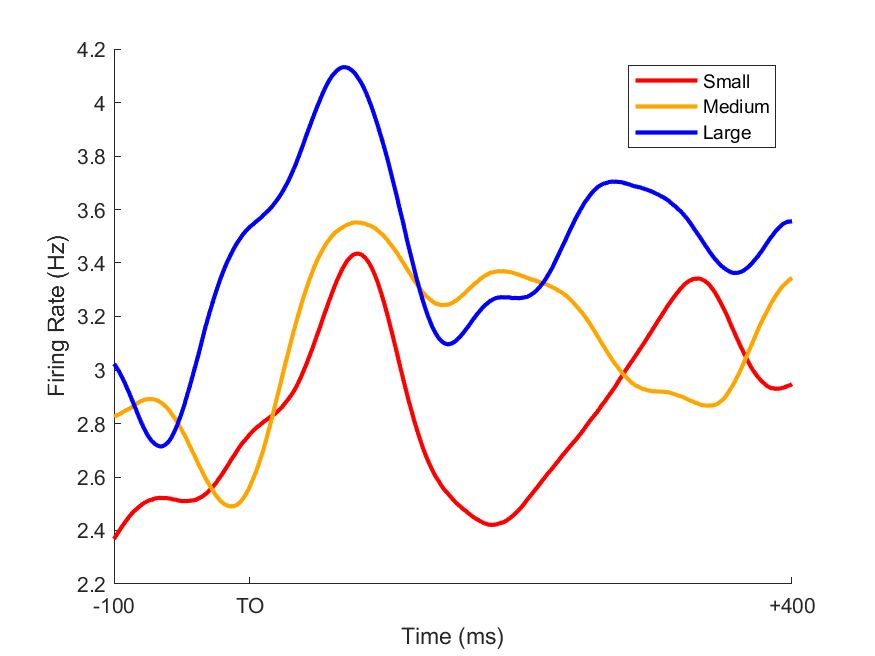 4.2
4
3.8
3.6
3.4
3.2
3
2.8
2.6
2.4
2.2
Firing Rate (Hz)
Small
Medium
Large
-100
TO
+400
Time (ms)